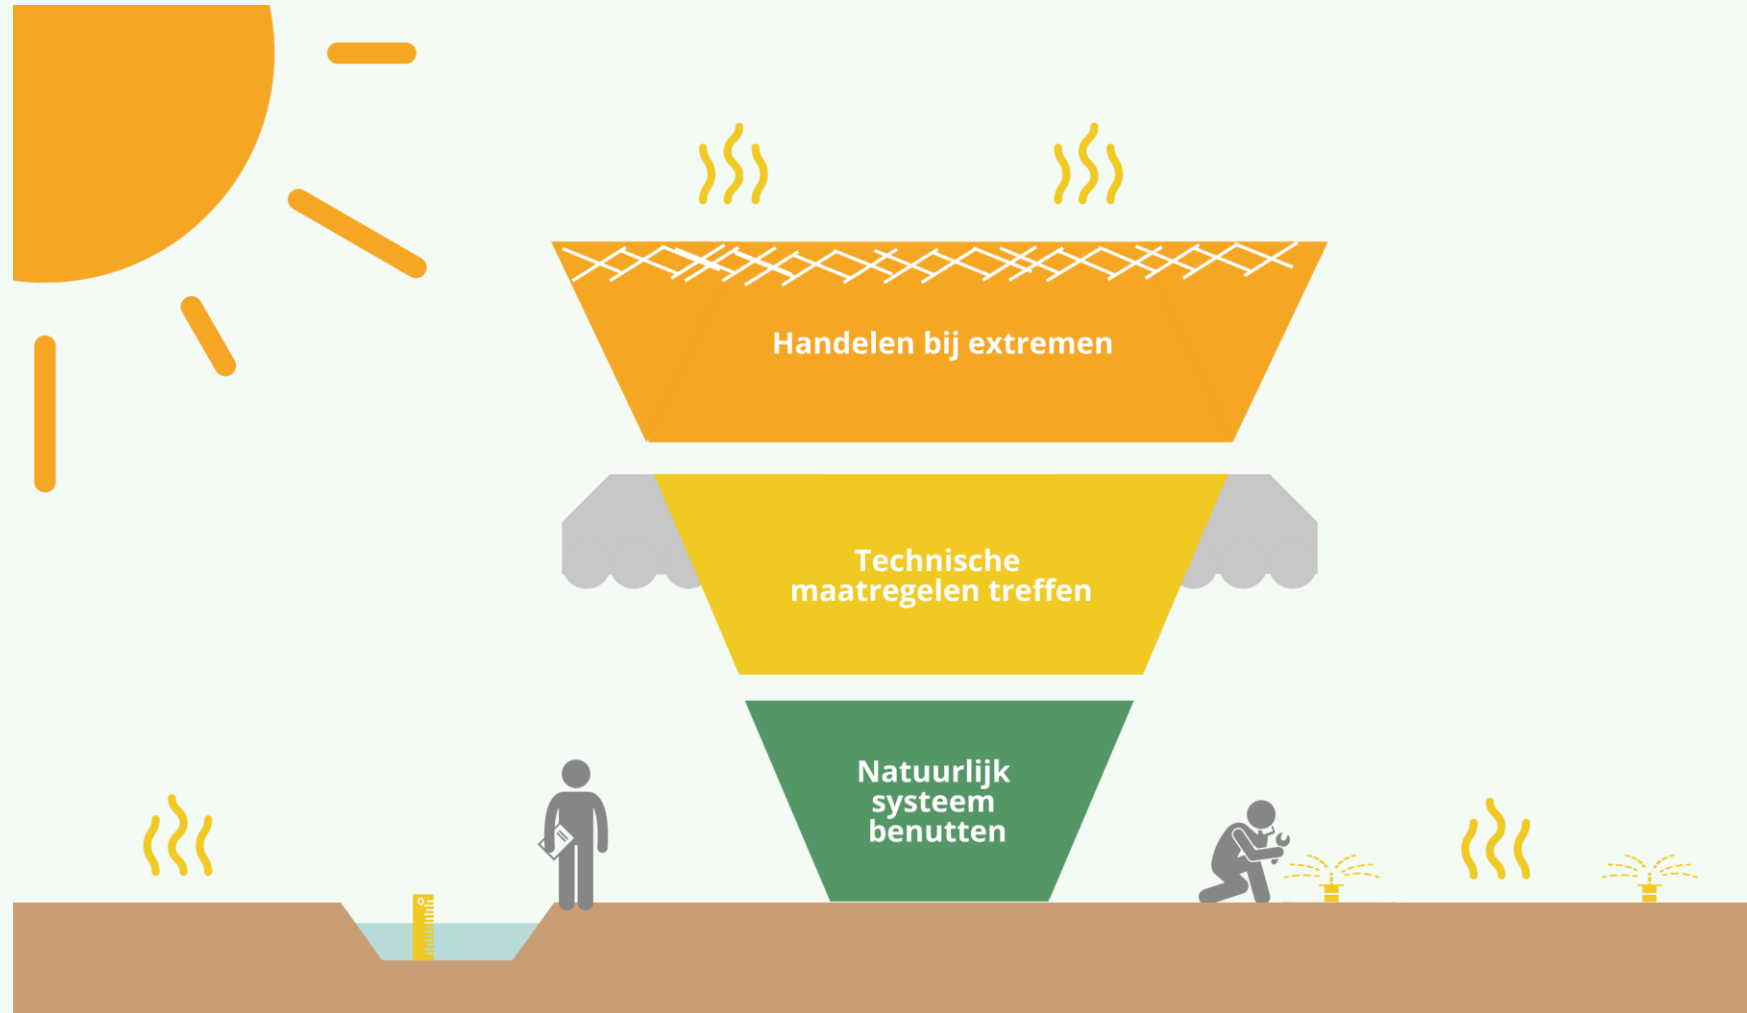 Handelen bij extremen
Technische
maatregelen treffen
Natuurlijk
systeem
benutten